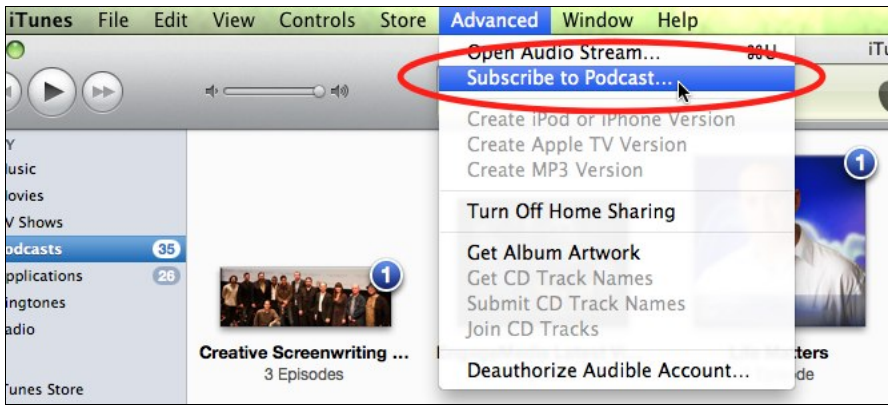 iTunes File Edit View Controls Store Advanced Window Help
Open Audio Stream... ⌘U
iTu
Subscribe to Podcast...
Create iPod or iPhone Version
Create Apple TV Version
Create MP3 Version
Turn Off Home Sharing
Get Album Artwork
Get CD Track Names
Submit CD Track Names
Join CD Tracks
Deauthorize Audible Account...
Y
usic
ovies
V Shows
odcasts 35
pplications 26
ingtones
adio
Tunes Store
1
Creative Screenwriting ...
3 Episodes
1
tters
de